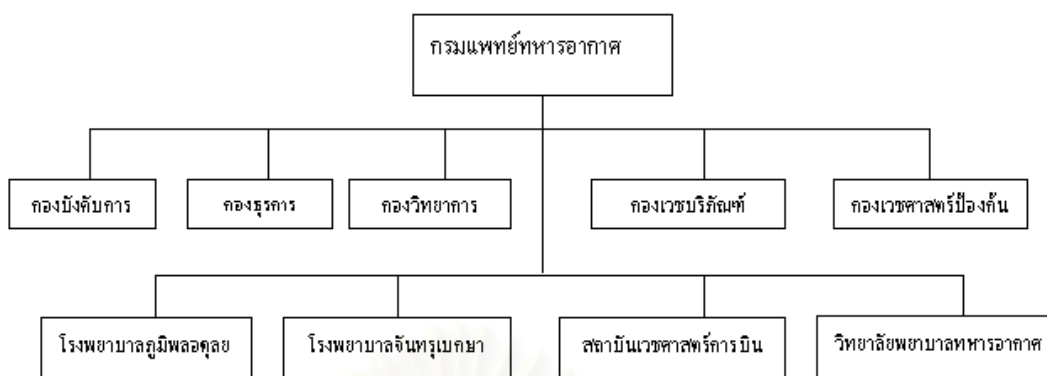 กรมแพทย์ทหารอากาศ
กองบังคับการ
กองธุรการ
กองวิทยาการ
กองเวชบริภัณฑ์
กองเวชศาสตร์ป้องกัน
โรงพยาบาลภูมิพลอดุลย
โรงพยาบาลจันทรุเบกษา
สถาบันเวชศาสตร์การบิน
วิทยาลัยพยาบาลทหารอากาศ